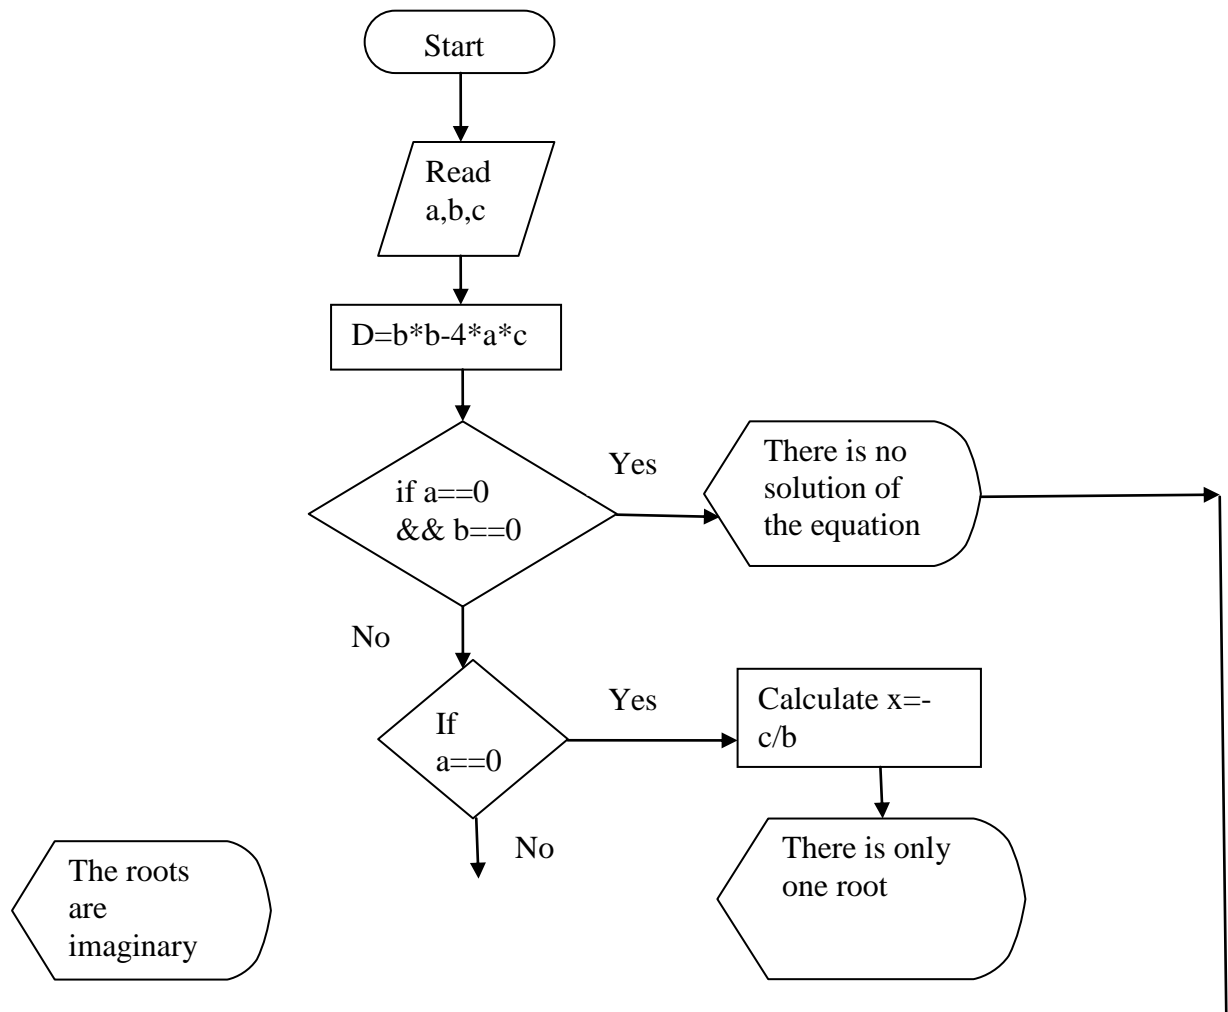 Start
Read
a,b,c
D=b*b-4*a*c
if a==0
&& b==0
Yes
There is no
solution of
the equation
No
If
a==0
Yes
Calculate x=-
c/b
No
There is only
one root
The roots
are
imaginary